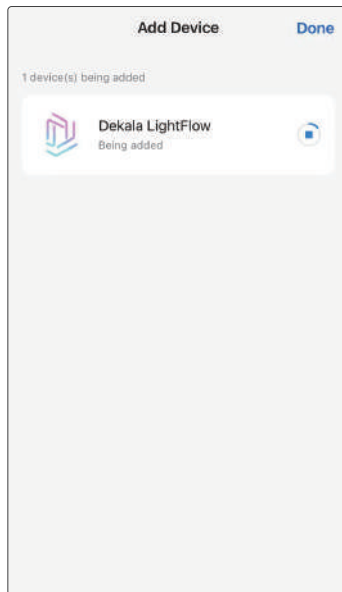 Add Device
Done
1 device(s) being added
Dekala LightFlow
Being added